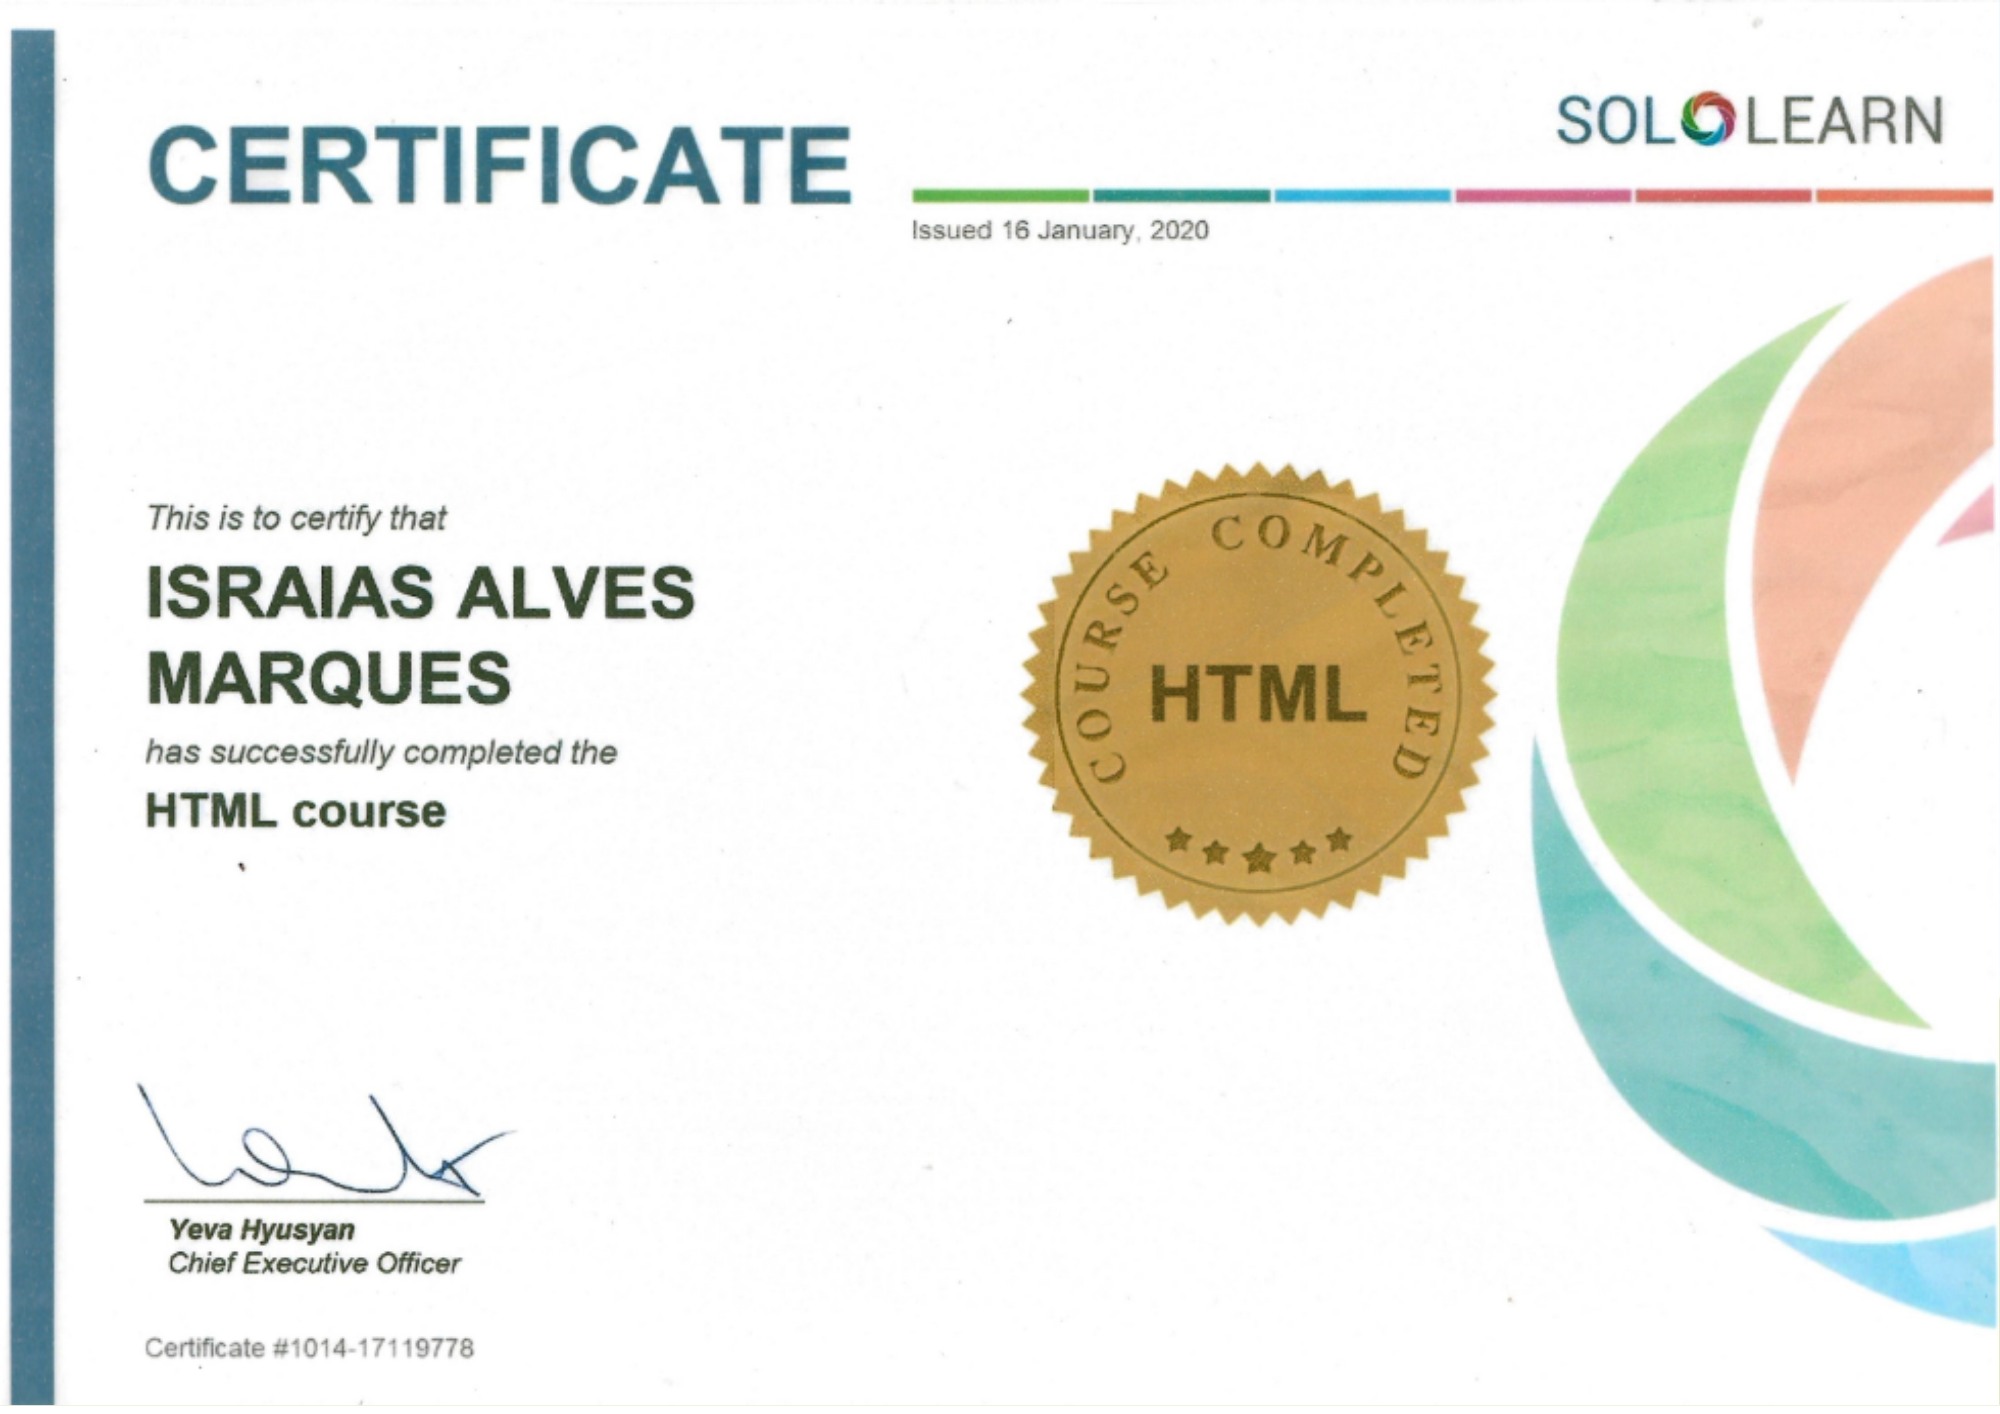 CERTIFICATE
SOLOLEARN
Issued 16 January, 2020
This is to certify that
ISRAIAS ALVES
MARQUES
has successfully completed the
HTML course
COURSE COMPLETED
HTML
Yeva Hyusyan
Chief Executive Officer
Certificate #1014-17119778